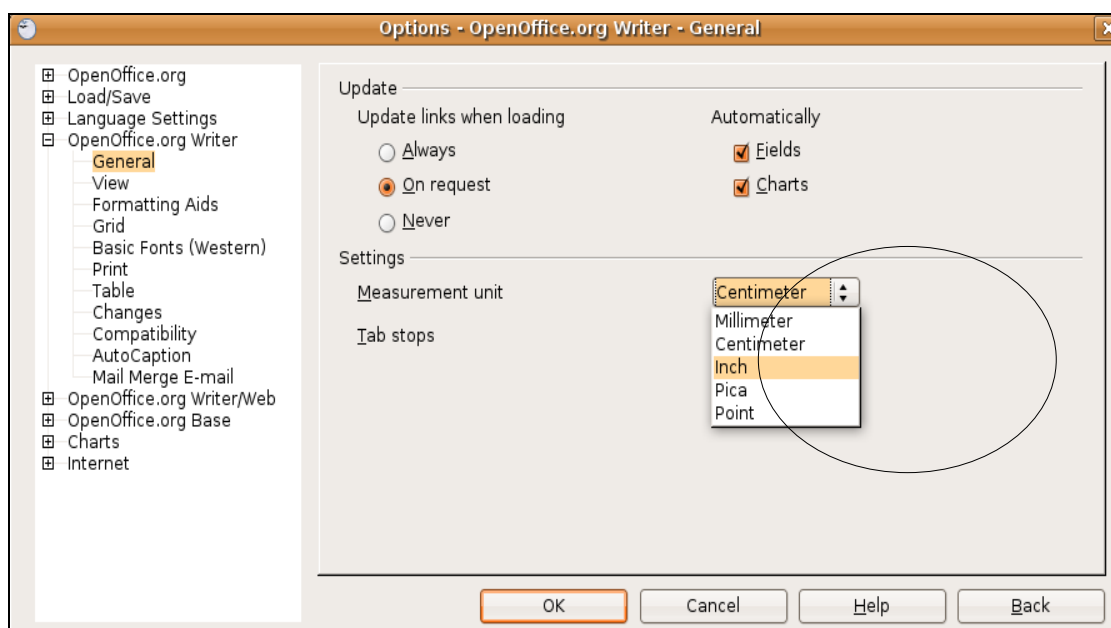 Options - OpenOffice.org Writer - General
OpenOffice.org
Load/Save
Language Settings
OpenOffice.org Writer
General
View
Formatting Aids
Grid
Basic Fonts (Western)
Print
Table
Changes
Compatibility
AutoCaption
Mail Merge E-mail
OpenOffice.org Writer/Web
OpenOffice.org Base
Charts
Internet
Update
Update links when loading
Always
On request
Never
Automatically
Fields
Charts
Settings
Measurement unit
Centimeter
Millimeter
Centimeter
Inch
Pica
Point
Tab stops
OK
Cancel
Help
Back